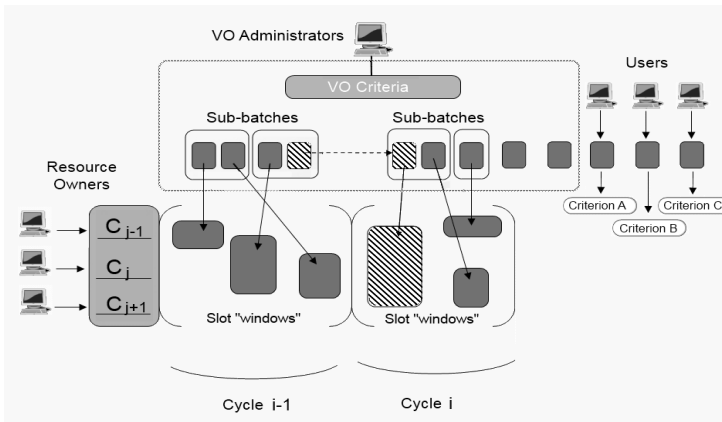 VO Administrators
Users
VO Criteria
Sub-batches
Sub-batches
Resource
Owners
Criterion A
Criterion C
Criterion B
C j-1
C j
C j+1
Slot "windows"
Slot "windows"
Cycle i-1
Cycle i